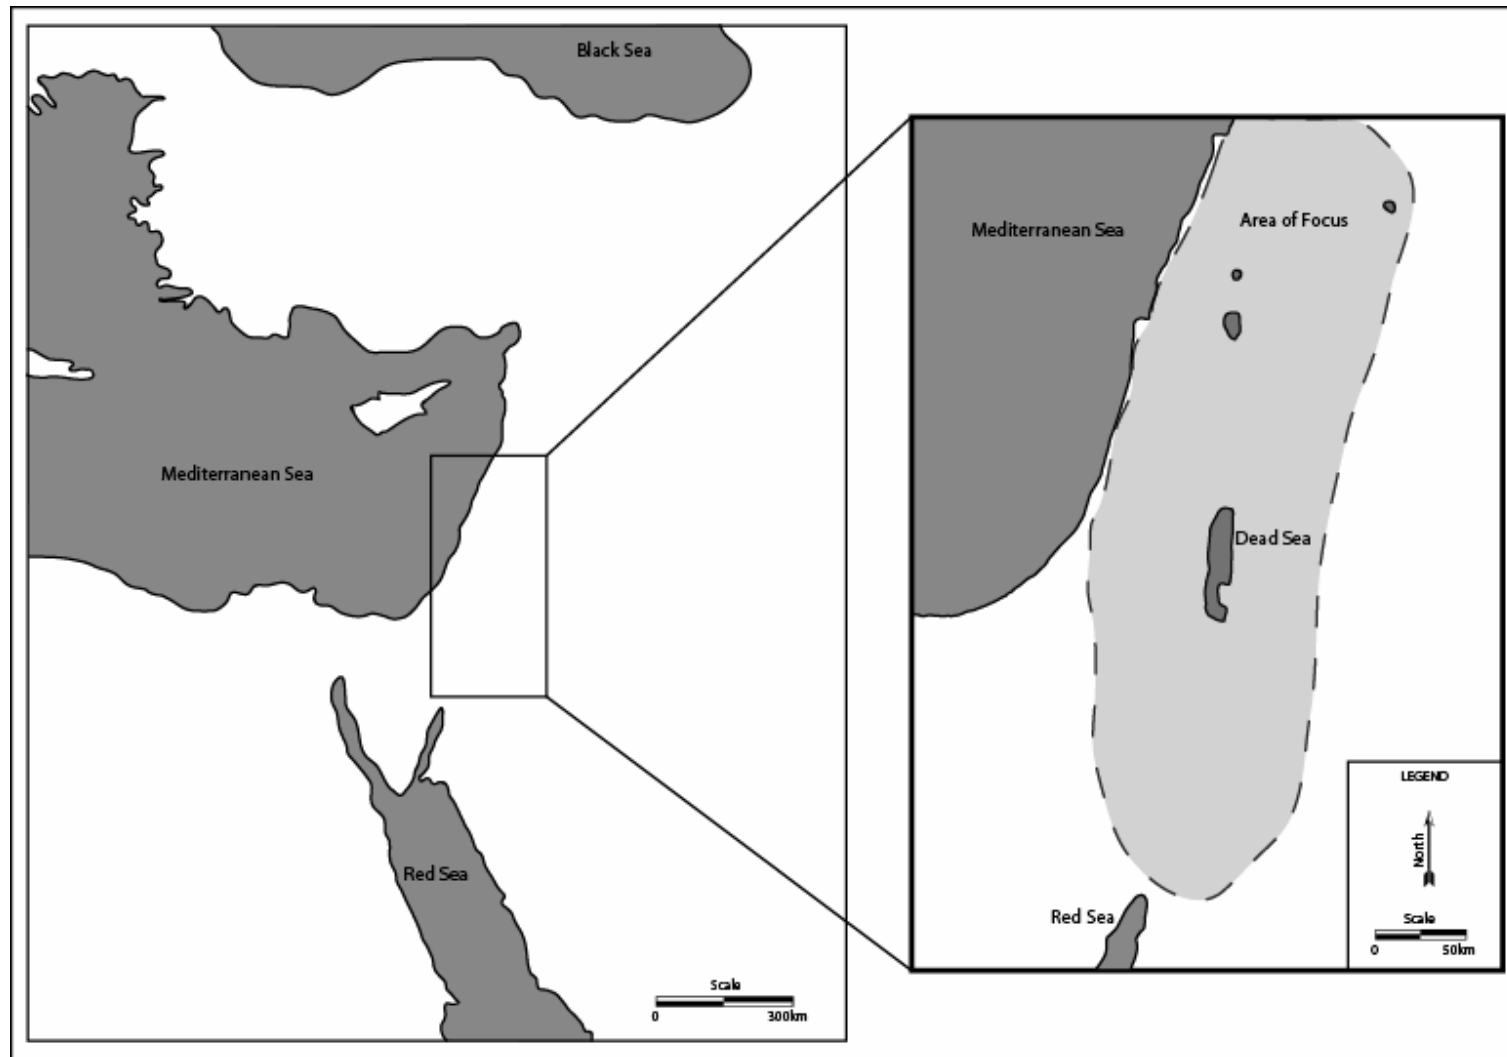 Black Sea
Mediterranean Sea
Red Sea
Scale
0 300km
Mediterranean Sea
Area of Focus
Dead Sea
Red Sea
LEGEND
North
Scale
0 50km